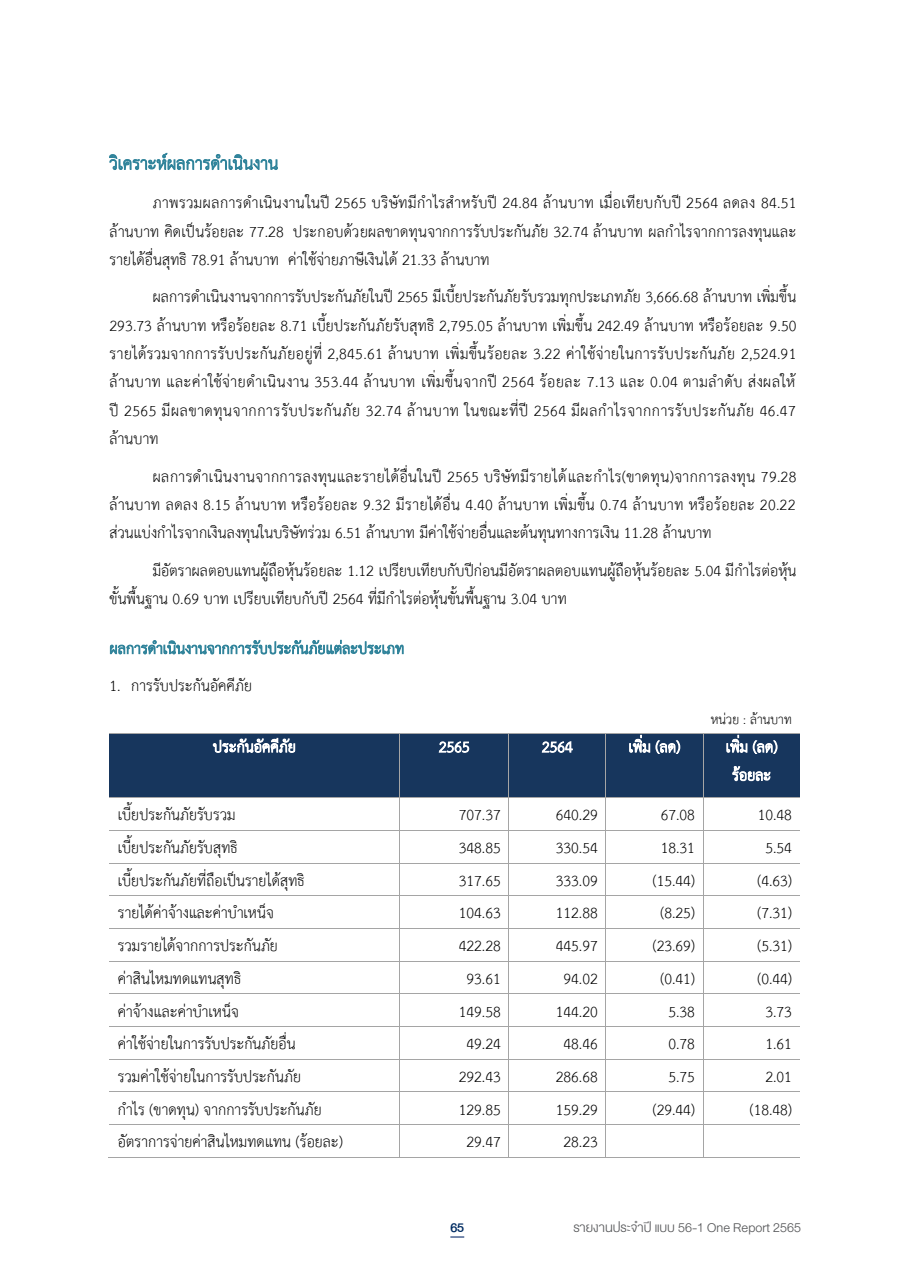 วิเคราะห์ผลการดำเนินงาน
ภาพรวมผลการดำเนินงานในปี 2565 บริษัทมีกำไรสำหรับปี 24.84 ล้านบาท เมื่อเทียบกับปี 2564 ลดลง 84.51
ล้านบาท คิดเป็นร้อยละ 77.28 ประกอบด้วยผลขาดทุนจากการรับประกันภัย 32.74 ล้านบาท ผลกำไรจากการลงทุนและ
รายได้อื่นสุทธิ 78.91 ล้านบาท ค่าใช้จ่ายภาษีเงินได้ 21.33 ล้านบาท
ผลการดำเนินงานจากการรับประกันภัยในปี 2565 มีเบี้ยประกันภัยรับรวมทุกประเภทภัย 3,666.68 ล้านบาท เพิ่มขึ้น
293.73 ล้านบาท หรือร้อยละ 8.71 เบี้ยประกันภัยรับสุทธิ 2,795.05 ล้านบาท เพิ่มขึ้น 242.49 ล้านบาท หรือร้อยละ 9.50
รายได้รวมจากการรับประกันภัยอยู่ที่ 2,845.61 ล้านบาท เพิ่มขึ้นร้อยละ 3.22 ค่าใช้จ่ายในการรับประกันภัย 2,524.91
ล้านบาท และค่าใช้จ่ายดำเนินงาน 353.44 ล้านบาท เพิ่มขึ้นจากปี 2564 ร้อยละ 7.13 และ 0.04 ตามลำดับ ส่งผลให้
ปี 2565 มีผลขาดทุนจากการรับประกันภัย 32.74 ล้านบาท ในขณะที่ปี 2564 มีผลกำไรจากการรับประกันภัย 46.47
ล้านบาท
ผลการดำเนินงานจากการลงทุนและรายได้อื่นในปี 2565 บริษัทมีรายได้และกำไร(ขาดทุน)จากการลงทุน 79.28
ล้านบาท ลดลง 8.15 ล้านบาท หรือร้อยละ 9.32 มีรายได้อื่น 4.40 ล้านบาท เพิ่มขึ้น 0.74 ล้านบาท หรือร้อยละ 20.22
ส่วนแบ่งกำไรจากเงินลงทุนในบริษัทร่วม 6.51 ล้านบาท มีค่าใช้จ่ายอื่นและต้นทุนทางการเงิน 11.28 ล้านบาท
มีอัตราผลตอบแทนผู้ถือหุ้นร้อยละ 1.12 เปรียบเทียบกับปีก่อนมีอัตราผลตอบแทนผู้ถือหุ้นร้อยละ 5.04 มีกำไรต่อหุ้น
ขั้นพื้นฐาน 0.69 บาท เปรียบเทียบกับปี 2564 ที่มีกำไรต่อหุ้นขั้นพื้นฐาน 3.04 บาท
ผลการดำเนินงานจากการรับประกันภัยแต่ละประเภท
1. การรับประกันอัคคีภัย
หน่วย : ล้านบาท
ประกันอัคคีภัย 2565 2564 เพิ่ม (ลด) เพิ่ม (ลด)
ร้อยละ
เบี้ยประกันภัยรับรวม 707.37 640.29 67.08 10.48
เบี้ยประกันภัยรับสุทธิ 348.85 330.54 18.31 5.54
เบี้ยประกันภัยที่ถือเป็นรายได้สุทธิ 317.65 333.09 (15.44) (4.63)
รายได้ค่าจ้างและค่าบำเหน็จ 104.63 112.88 (8.25) (7.31)
รวมรายได้จากการประกันภัย 422.28 445.97 (23.69) (5.31)
ค่าสินไหมทดแทนสุทธิ 93.61 94.02 (0.41) (0.44)
ค่าจ้างและค่าบำเหน็จ 149.58 144.20 5.38 3.73
ค่าใช้จ่ายในการรับประกันภัยอื่น 49.24 48.46 0.78 1.61
รวมค่าใช้จ่ายในการรับประกันภัย 292.43 286.68 5.75 2.01
กำไร (ขาดทุน) จากการรับประกันภัย 129.85 159.29 (29.44) (18.48)
อัตราการจ่ายค่าสินไหมทดแทน (ร้อยละ) 29.47 28.23
65 รายงานประจำปี แบบ 56-1 One Report 2565